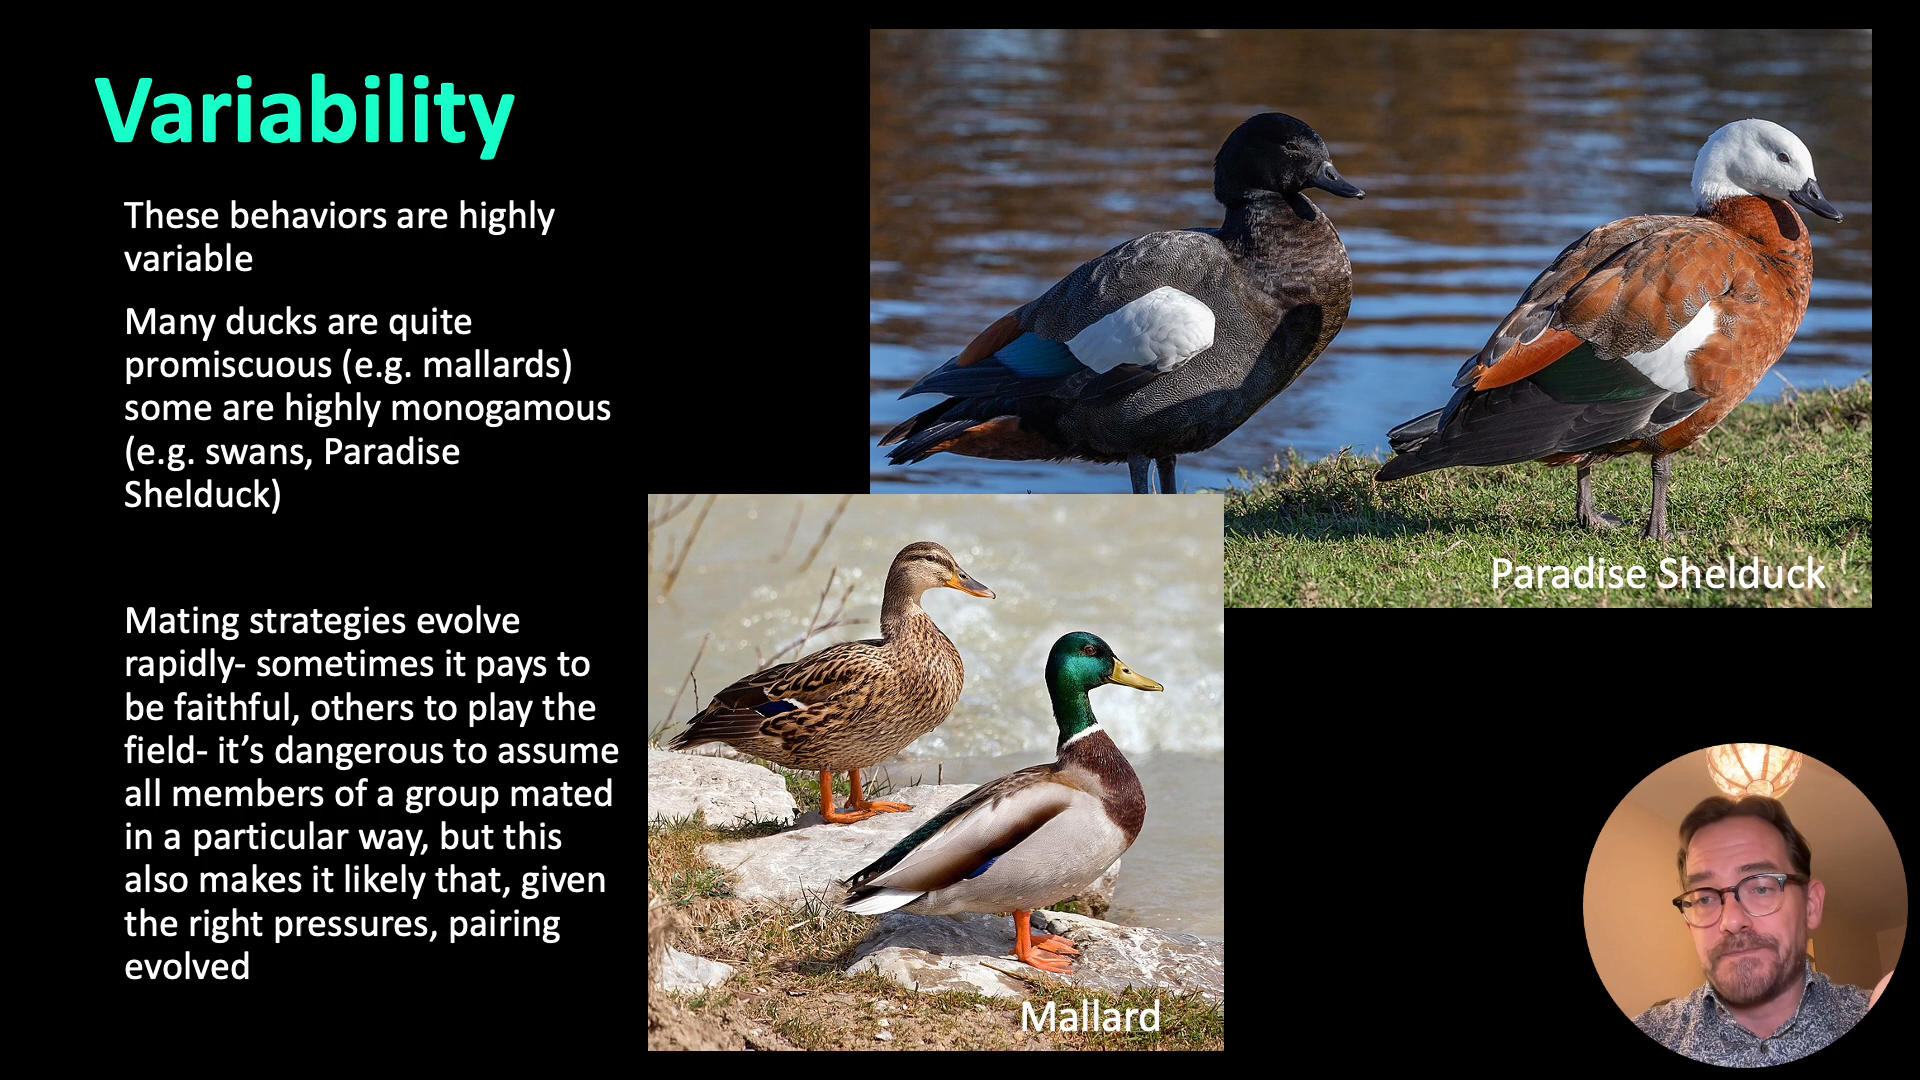 Variability
These behaviors are highly
variable
Many ducks are quite
promiscuous (e.g. mallards)
some are highly monogamous
(e.g. swans, Paradise
Shelduck)
Mating strategies evolve
rapidly- sometimes it pays to
be faithful, others to play the
field- it’s dangerous to assume
all members of a group mated
in a particular way, but this
also makes it likely that, given
the right pressures, pairing
evolved
Paradise Shelduck
Mallard